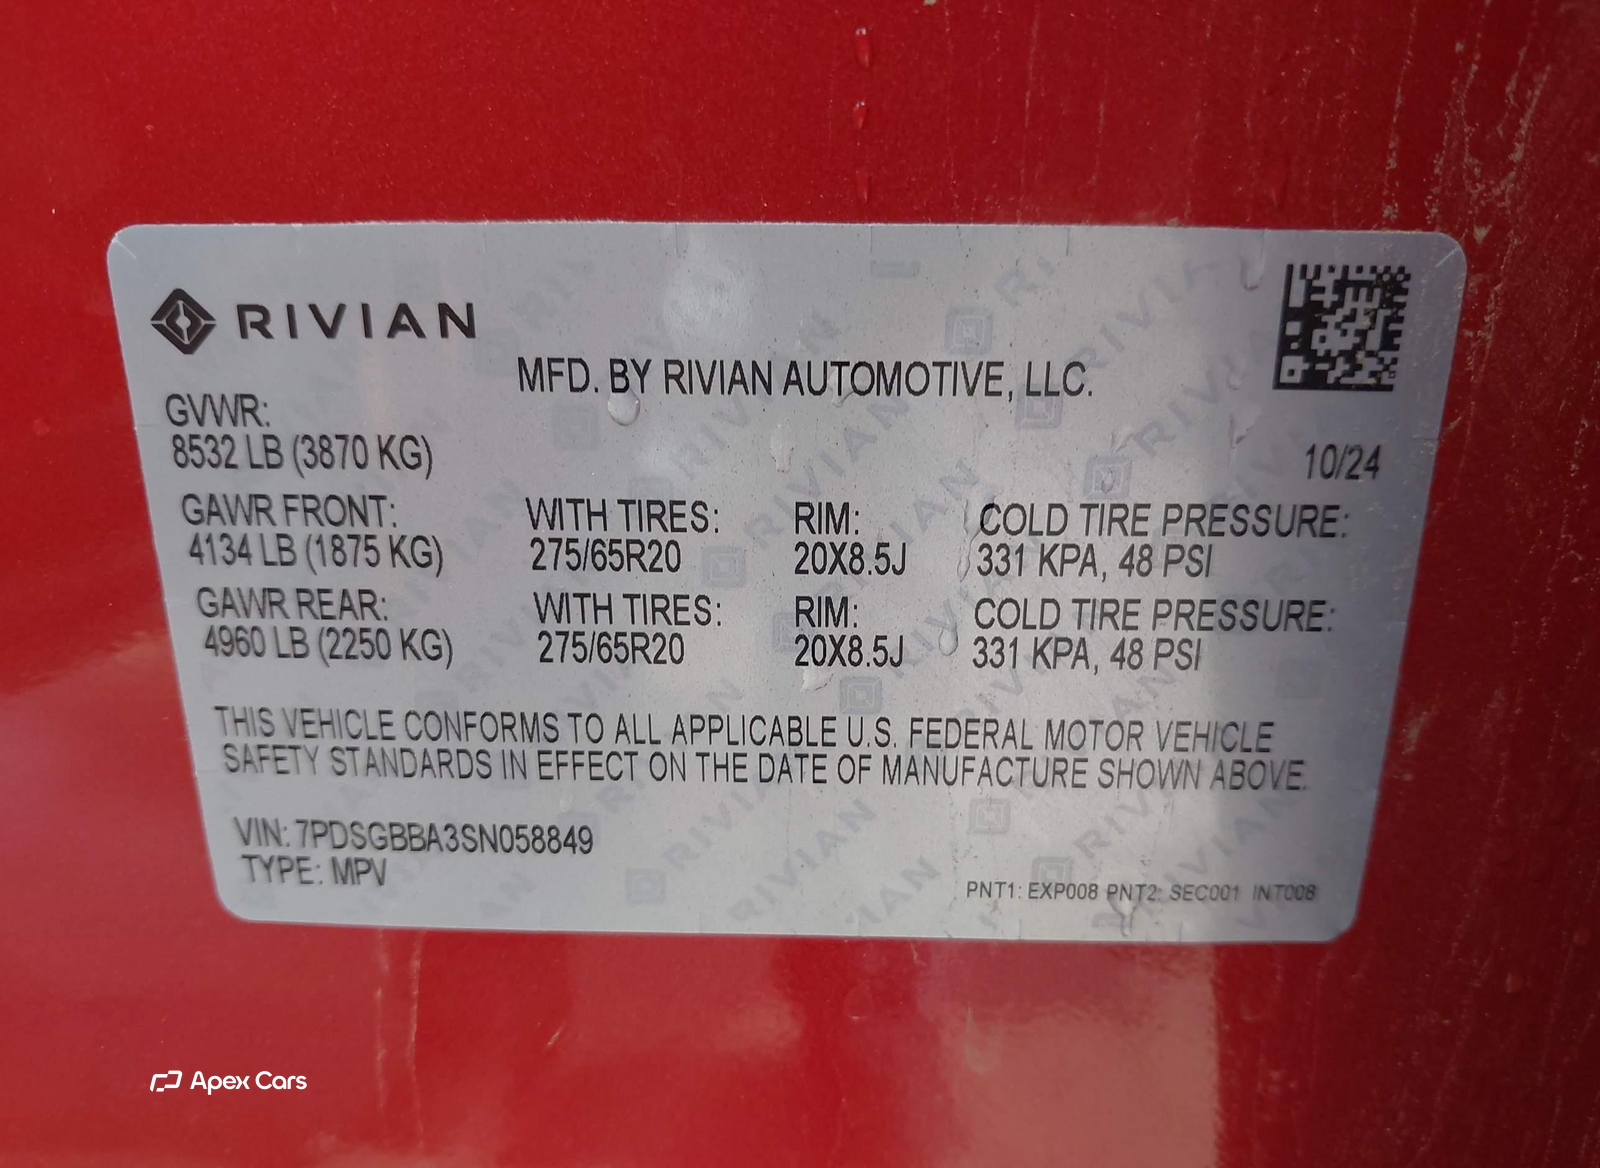 RIVIAN
MFD. BY RIVIAN AUTOMOTIVE, LLC.
GVWR:
8532 LB (3870 KG)
10/24
GAWR FRONT: WITH TIRES: RIM: COLD TIRE PRESSURE:
4134 LB (1875 KG) 275/65R20 20X8.5J 331 KPA, 48 PSI
GAWR REAR: WITH TIRES: RIM: COLD TIRE PRESSURE:
4960 LB (2250 KG) 275/65R20 20X8.5J 331 KPA, 48 PSI
THIS VEHICLE CONFORMS TO ALL APPLICABLE U.S. FEDERAL MOTOR VEHICLE
SAFETY STANDARDS IN EFFECT ON THE DATE OF MANUFACTURE SHOWN ABOVE.
VIN: 7PDSGBBA3SN058849
TYPE: MPV
PNT1: EXP008 PNT2: SEC001 INT008
Apex Cars